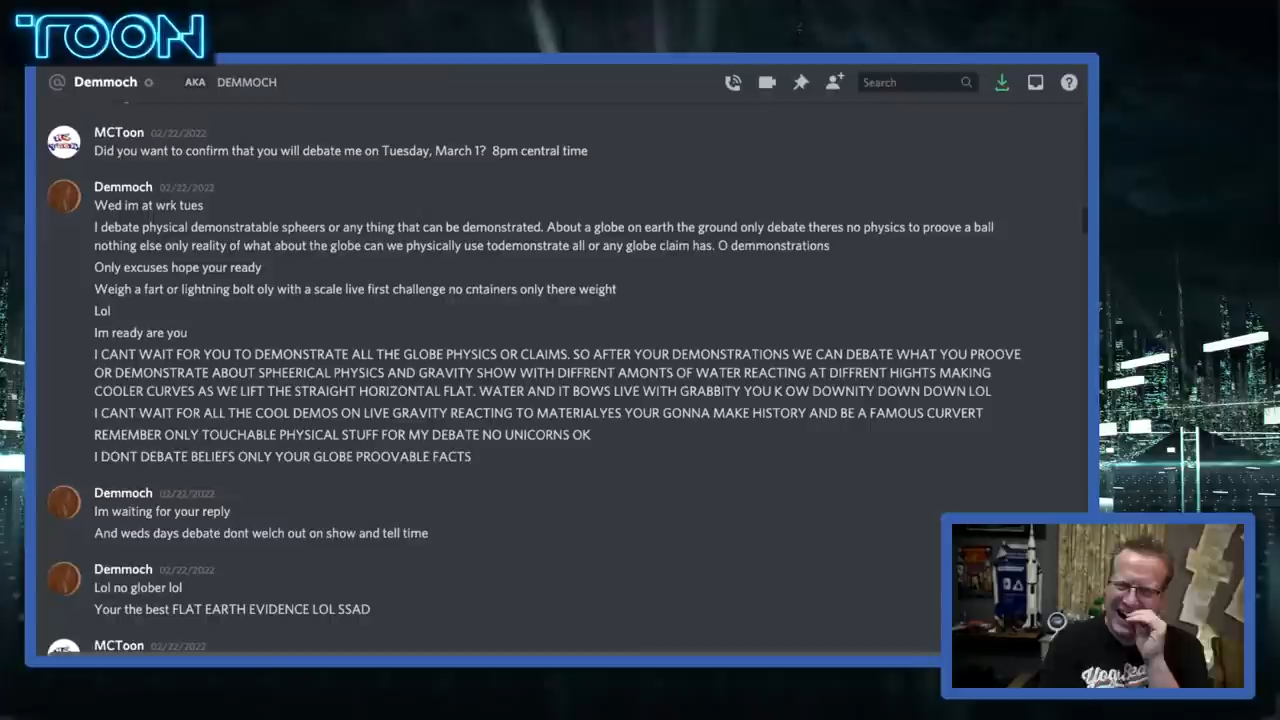 TOON
@ Demmoch AKA DEMMOCH Search
MCToon 02/22/2022
Did you want to confirm that you will debate me on Tuesday, March 1? 8pm central time
Demmoch 02/22/2022
Wed im at wrk tues
I debate physical demonstratable spheers or any thing that can be demonstrated. About a globe on earth the ground only debate theres no physics to proove a ball
nothing else only reality of what about the globe can we physically use todemonstrate all or any globe claim has. O demmonstrations
Only excuses hope your ready
Weigh a fart or lightning bolt oly with a scale live first challenge no cntainers only there weight
Lol
Im ready are you
I CANT WAIT FOR YOU TO DEMONSTRATE ALL THE GLOBE PHYSICS OR CLAIMS. SO AFTER YOUR DEMONSTRATIONS WE CAN DEBATE WHAT YOU PROOVE
OR DEMONSTRATE ABOUT SPHEERICAL PHYSICS AND GRAVITY SHOW WITH DIFFRENT AMONTS OF WATER REACTING AT DIFFRENT HIGHTS MAKING
COOLER CURVES AS WE LIFT THE STRAIGHT HORIZONTAL FLAT. WATER AND IT BOWS LIVE WITH GRABBITY YOU K OW DOWNITY DOWN DOWN LOL
I CANT WAIT FOR ALL THE COOL DEMOS ON LIVE GRAVITY REACTING TO MATERIALYES YOUR GONNA MAKE HISTORY AND BE A FAMOUS CURVERT
REMEMBER ONLY TOUCHABLE PHYSICAL STUFF FOR MY DEBATE NO UNICORNS OK
I DONT DEBATE BELIEFS ONLY YOUR GLOBE PROOVABLE FACTS
Demmoch 02/22/2022
Im waiting for your reply
And weds days debate dont welch out on show and tell time
Demmoch 02/22/2022
Lol no glober lol
Your the best FLAT EARTH EVIDENCE LOL SSAD
MCToon 02/22/2022